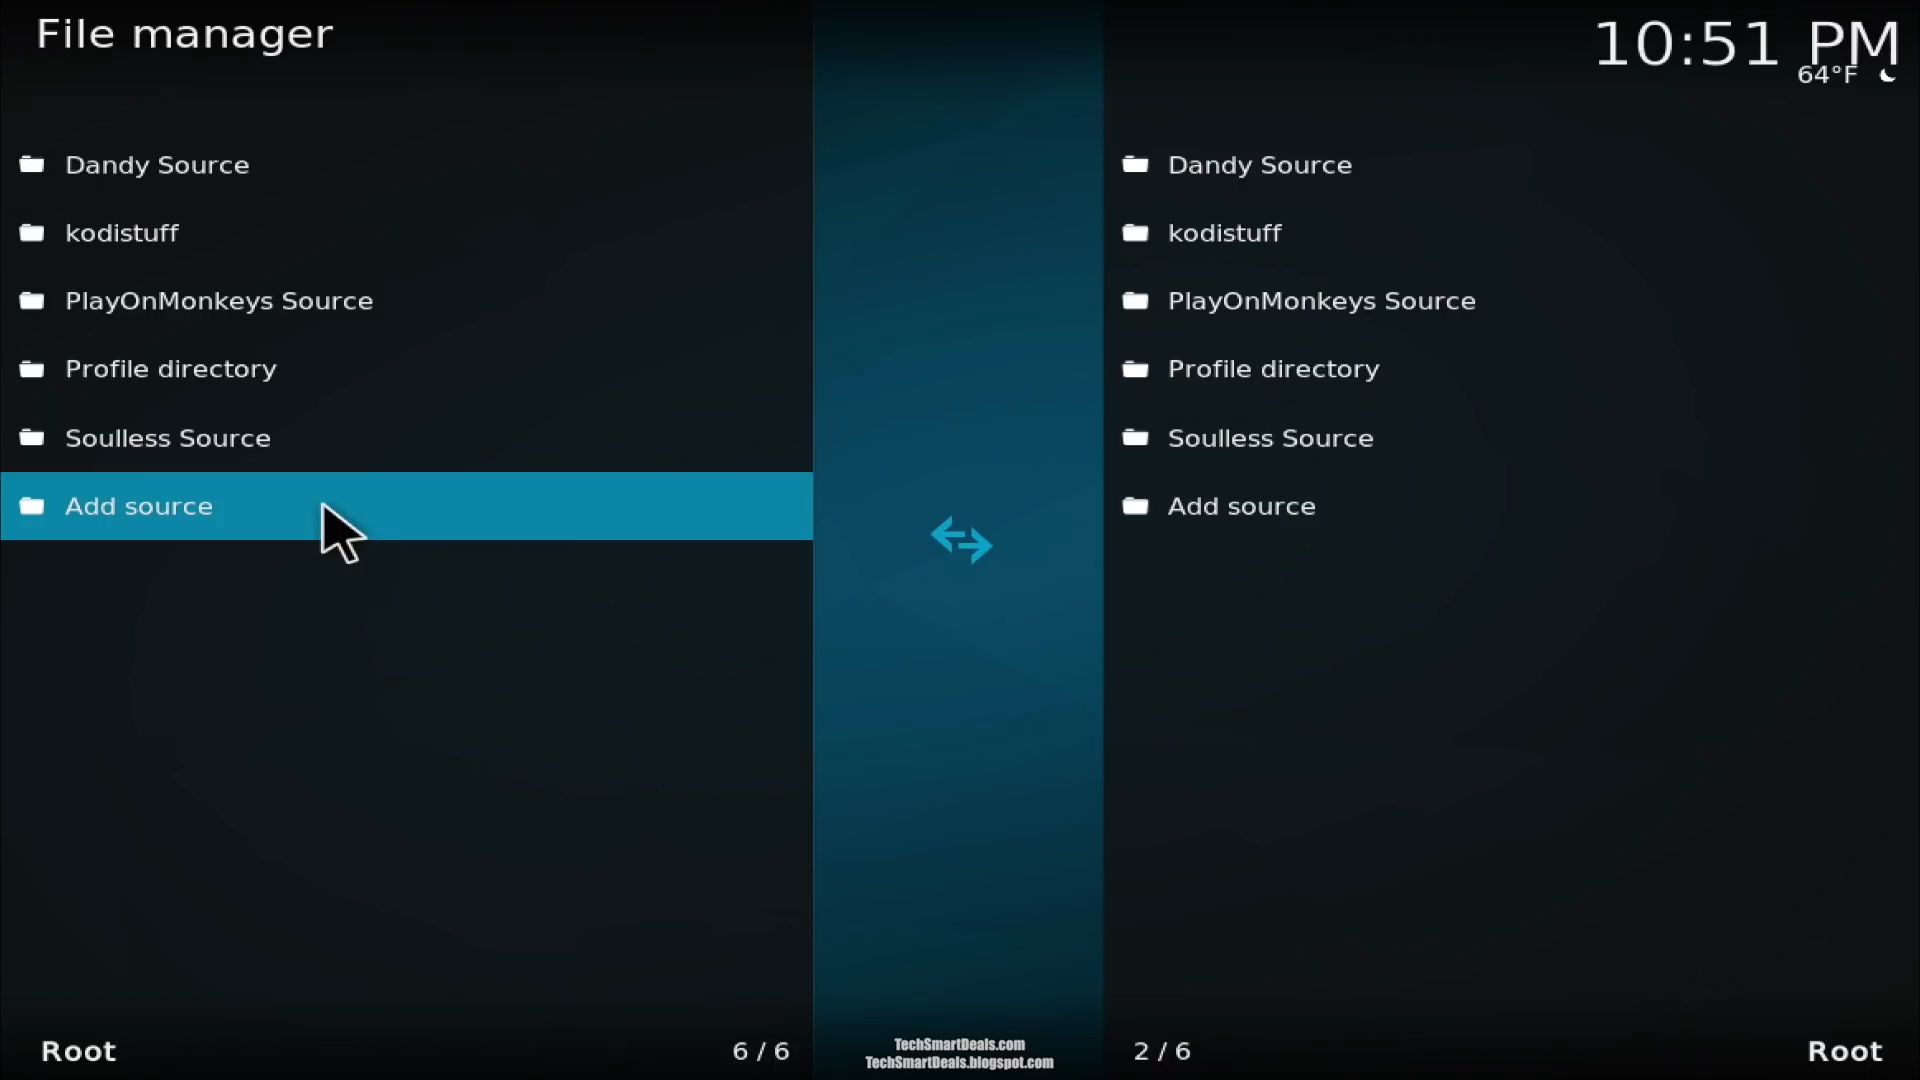 File manager
10:51 PM
64°F
Dandy Source
kodistuff
PlayOnMonkeys Source
Profile directory
Soulless Source
Add source
Dandy Source
kodistuff
PlayOnMonkeys Source
Profile directory
Soulless Source
Add source
Root
6 / 6
TechSmartDeals.com
TechSmartDeals.blogspot.com
2 / 6
Root